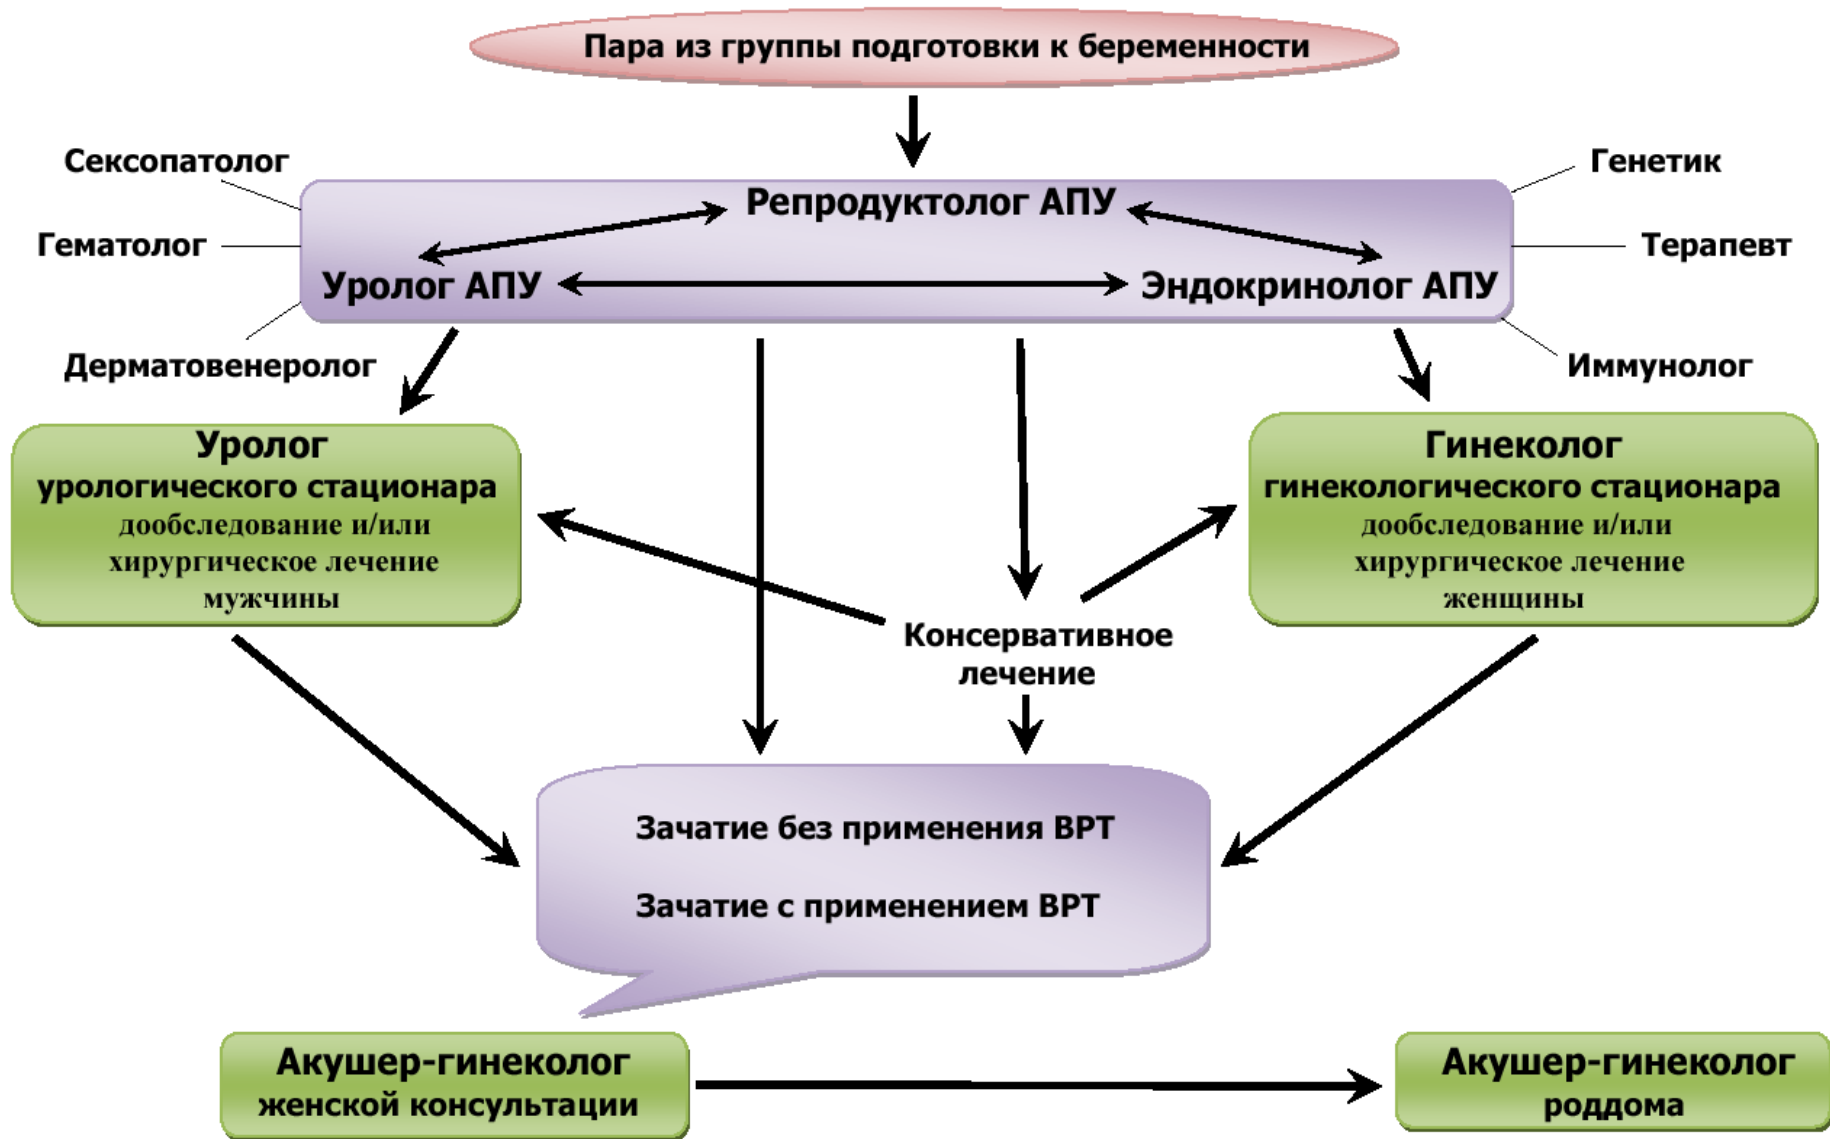 Пара из группы подготовки к беременности
Сексопатолог
Генетик
Репродуктолог АПУ
Гематолог
Терапевт
Уролог АПУ
Эндокринолог АПУ
Дерматовенеролог
Иммунолог
Уролог
урологического стационара
дообследование и/или
хирургическое лечение
мужчины
Гинеколог
гинекологического стационара
дообследование и/или
хирургическое лечение
женщины
Консервативное
лечение
Зачатие без применения ВРТ
Зачатие с применением ВРТ
Акушер-гинеколог
женской консультации
Акушер-гинеколог
роддома